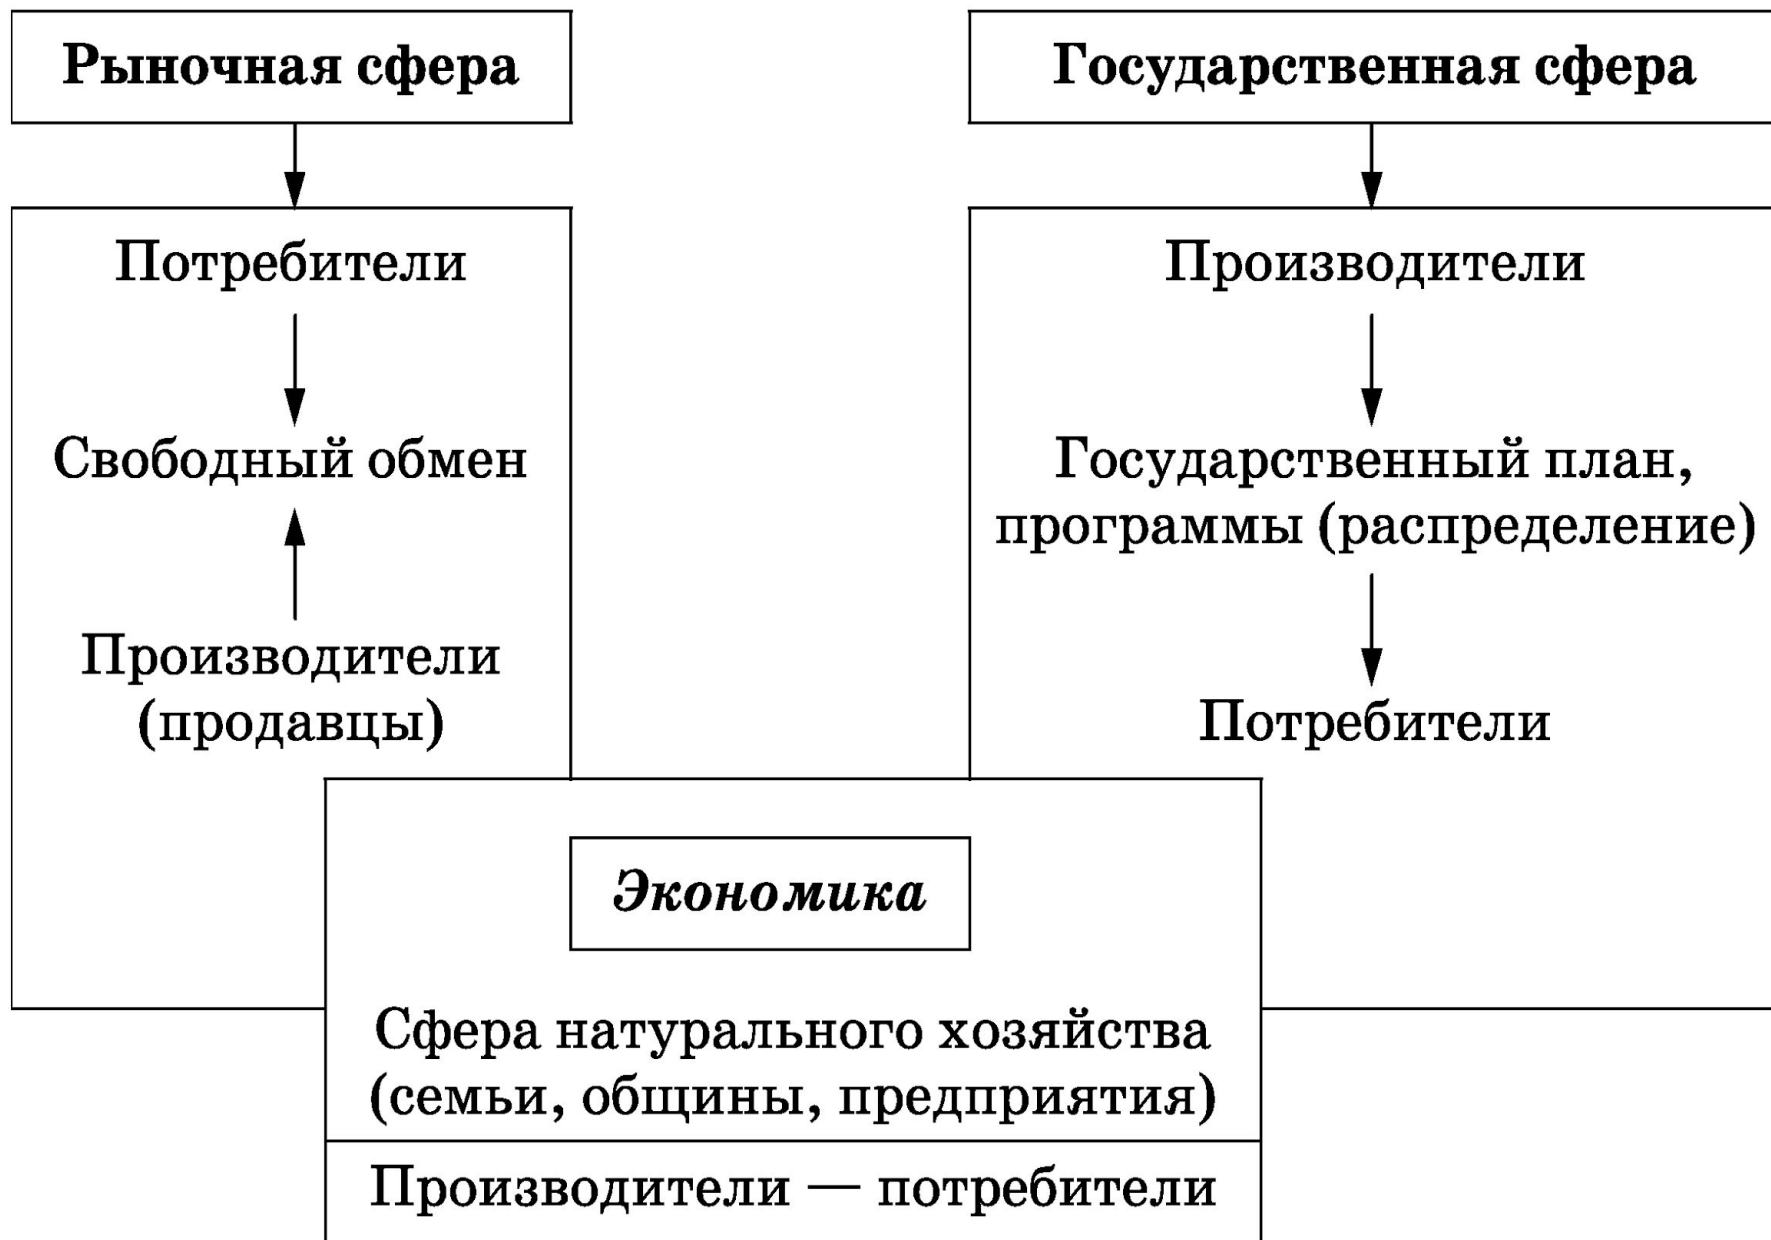 Рыночная сфера
Потребители
Свободный обмен
Производители
(продавцы)
Государственная сфера
Производители
Государственный план,
программы (распределение)
Потребители
Экономика
Сфера натурального хозяйства
(семьи, общины, предприятия)
Производители — потребители